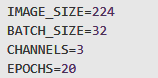 IMAGE_SIZE=224
BATCH_SIZE=32
CHANNELS=3
EPOCHS=20